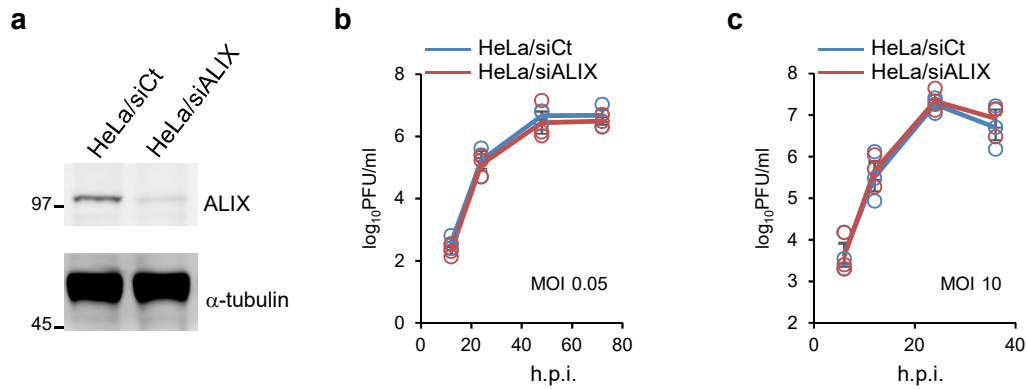 a
HeLa/siCt
HeLa/siALIX
97
ALIX
α-tubulin
45
b
HeLa/siCt
HeLa/siALIX
log10PFU/ml
8
6
4
2
0
MOI 0.05
0 20 40 60 80
h.p.i.
c
HeLa/siCt
HeLa/siALIX
log10PFU/ml
8
7
6
5
4
3
2
MOI 10
0 20 40
h.p.i.